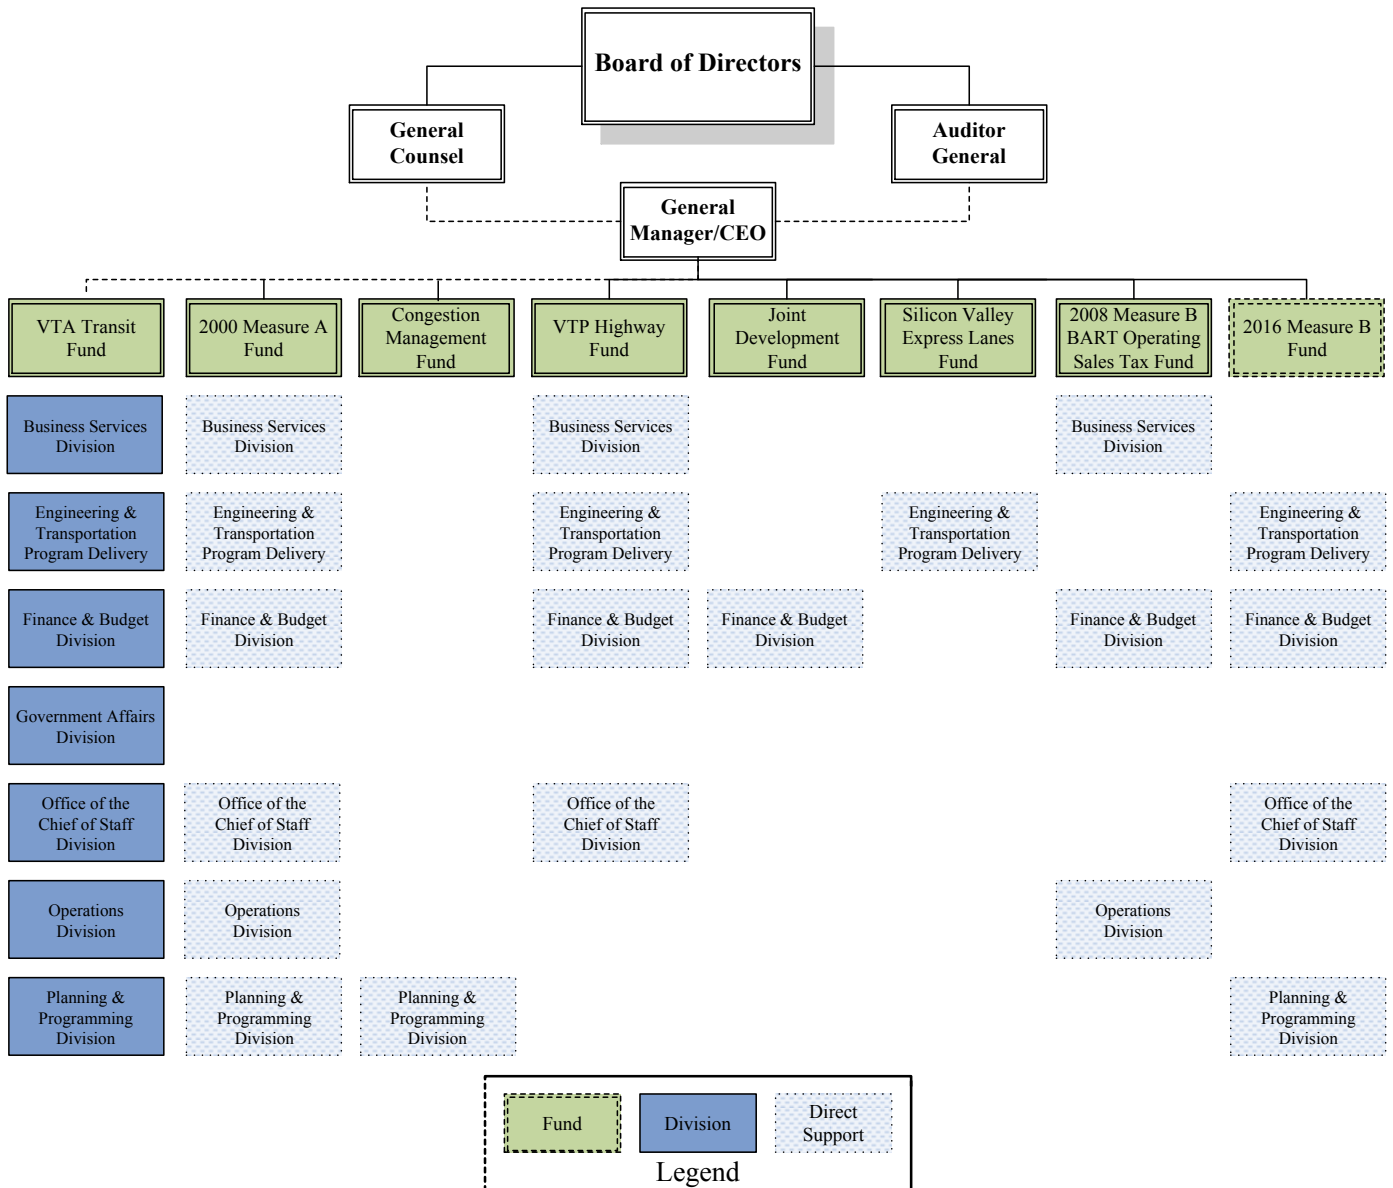 Board of Directors
General
Counsel
Auditor
General
General
Manager/CEO
VTA Transit
Fund
2000 Measure A
Fund
Congestion
Management
Fund
VTP Highway
Fund
Joint
Development
Fund
Silicon Valley
Express Lanes
Fund
2008 Measure B
BART Operating
Sales Tax Fund
2016 Measure B
Fund
Business Services
Division
Business Services
Division
Business Services
Division
Business Services
Division
Engineering &
Transportation
Program Delivery
Engineering &
Transportation
Program Delivery
Engineering &
Transportation
Program Delivery
Engineering &
Transportation
Program Delivery
Engineering &
Transportation
Program Delivery
Finance & Budget
Division
Finance & Budget
Division
Finance & Budget
Division
Finance & Budget
Division
Finance & Budget
Division
Finance & Budget
Division
Government Affairs
Division
Office of the
Chief of Staff
Division
Office of the
Chief of Staff
Division
Office of the
Chief of Staff
Division
Office of the
Chief of Staff
Division
Operations
Division
Operations
Division
Operations
Division
Planning &
Programming
Division
Planning &
Programming
Division
Planning &
Programming
Division
Planning &
Programming
Division
Fund
Division
Direct
Support
Legend